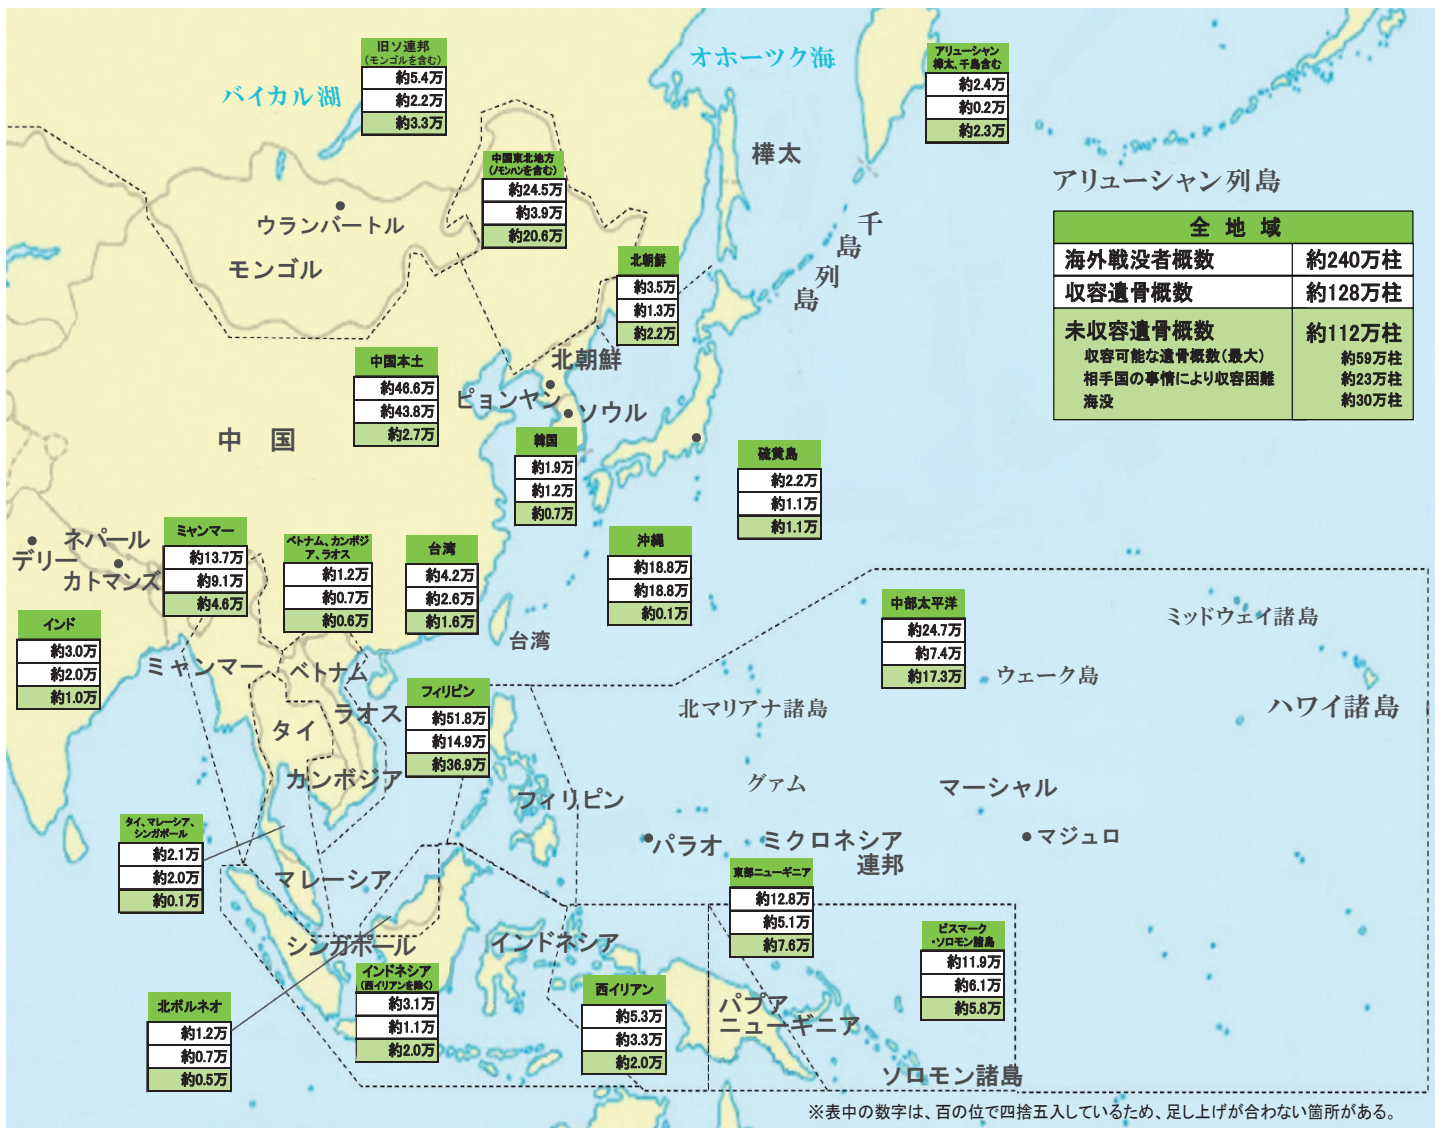 旧ソ連邦
(モンゴルを含む)
約5.4万
約2.2万
約3.3万
バイカル湖
オホーツク海
アリューシャン
樺太、千島含む
約2.4万
約0.2万
約2.3万
中国東北地方
(ノモンハンを含む)
約24.5万
約3.9万
約20.6万
樺太
アリューシャン列島
千島列島
ウランバートル
モンゴル
北朝鮮
約3.5万
約1.3万
約2.2万
全地域
海外戦没者概数 約240万柱
収容遺骨概数 約128万柱
未収容遺骨概数 約112万柱
収容可能な遺骨概数(最大) 約59万柱
相手国の事情により収容困難 約23万柱
海没 約30万柱
中国本土
約46.6万
約43.8万
約2.7万
北朝鮮
ピョンヤン
ソウル
中国
韓国
約1.9万
約1.2万
約0.7万
硫黄島
約2.2万
約1.1万
約1.1万
ネパール
デリー
カトマンズ
ミャンマー
約13.7万
約9.1万
約4.6万
ベトナム、カンボジ
ア、ラオス
約1.2万
約0.7万
約0.6万
台湾
約4.2万
約2.6万
約1.6万
沖縄
約18.8万
約18.8万
約0.1万
インド
約3.0万
約2.0万
約1.0万
台湾
中部太平洋
約24.7万
約7.4万
約17.3万
ミッドウェイ諸島
ウェーク島
ハワイ諸島
ミャンマー
ベトナム
ラオス
タイ
カンボジア
フィリピン
約51.8万
約14.9万
約36.9万
北マリアナ諸島
グァム
マーシャル
フィリピン
パラオ
ミクロネシア
連邦
マジュロ
タイ、マレーシア、
シンガポール
約2.1万
約2.0万
約0.1万
マレーシア
シンガポール
インドネシア
東部ニューギニア
約12.8万
約5.1万
約7.6万
ビスマーク
・ソロモン諸島
約11.9万
約6.1万
約5.8万
北ボルネオ
約1.2万
約0.7万
約0.5万
インドネシア
(西イリアンを除く)
約3.1万
約1.1万
約2.0万
西イリアン
約5.3万
約3.3万
約2.0万
パプア
ニューギニア
ソロモン諸島
※表中の数字は、百の位で四捨五入しているため、足し上げが合わない箇所がある。